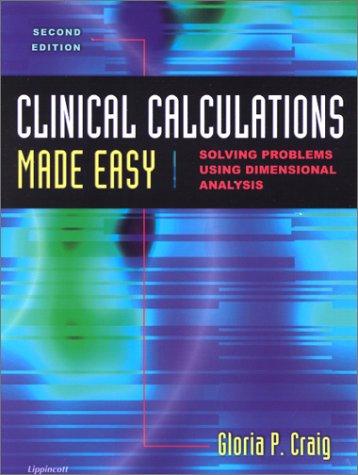 SECOND
EDITION
CLINICAL CALCULATIONS
MADE EASY
SOLVING PROBLEMS
USING DIMENSIONAL
ANALYSIS
Gloria P. Craig
Lippincott